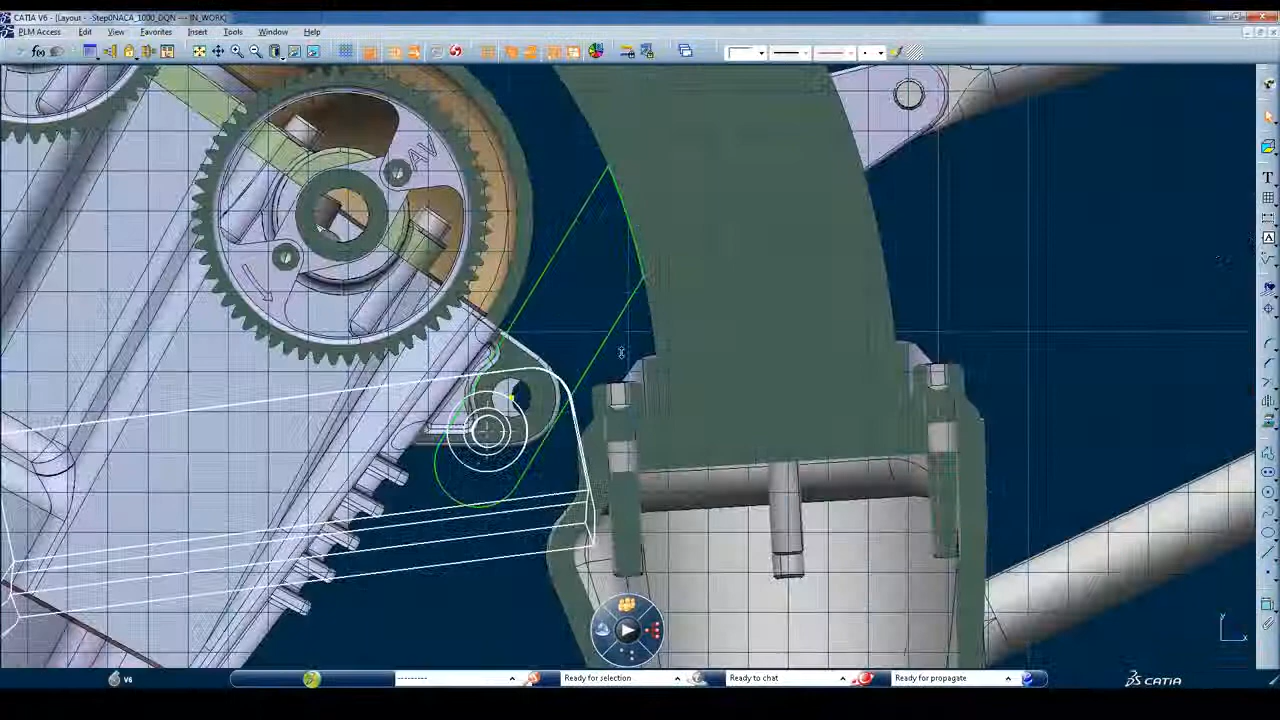 CATIA V6 - [Layout - -Step0NACA_1000_DQN --- IN_WORK]
PLM Access Edit View Favorites Insert Tools Window Help
f(x)
T
A
AV
y
x
V6
---------
Ready for selection
Ready to chat
Ready for propagate
CATIA